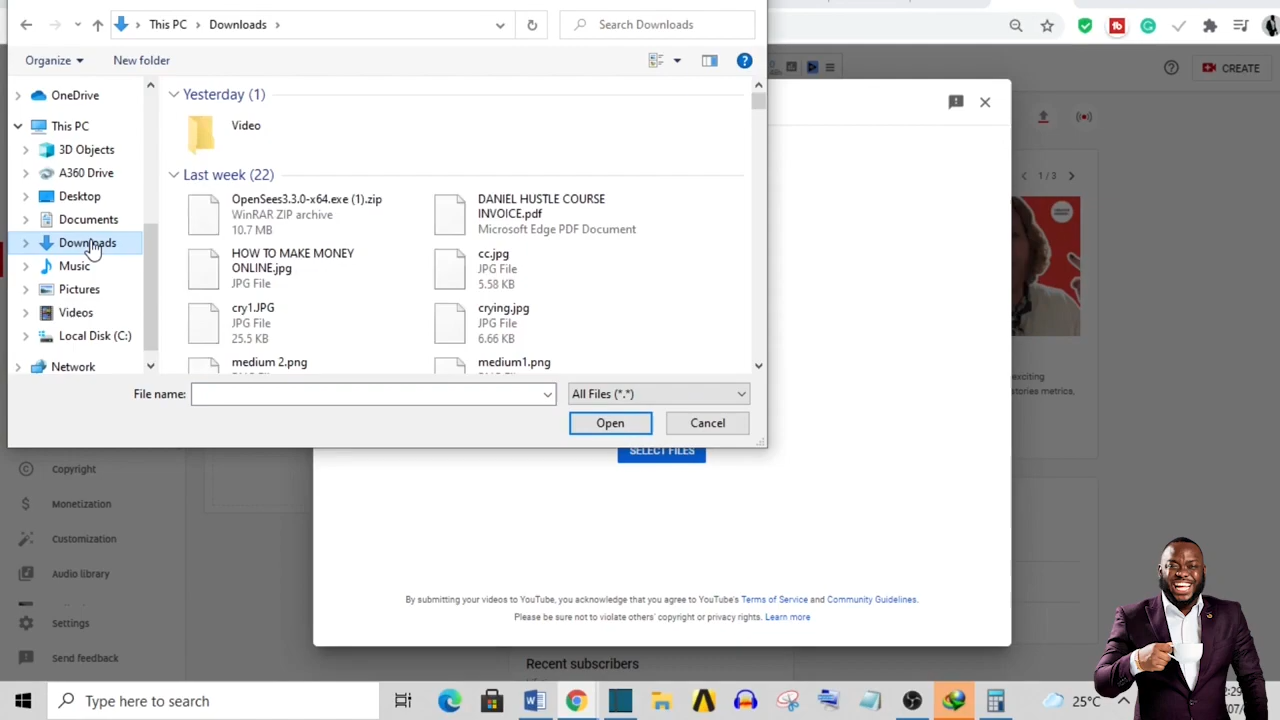 This PC
Downloads
Search Downloads
Organize
New folder
CREATE
OneDrive
This PC
3D Objects
A360 Drive
Desktop
Documents
Downloads
Music
Pictures
Videos
Local Disk (C:)
Network
Yesterday (1)
Video
Last week (22)
OpenSees3.3.0-x64.exe (1).zip
WinRAR ZIP archive
10.7 MB
DANIEL HUSTLE COURSE
INVOICE.pdf
Microsoft Edge PDF Document
HOW TO MAKE MONEY
ONLINE.jpg
JPG File
cc.jpg
JPG File
5.58 KB
cry1.JPG
JPG File
25.5 KB
crying.jpg
JPG File
6.66 KB
medium 2.png
medium1.png
File name:
All Files (*.*)
Open
Cancel
1 / 3
exciting
tories metrics,
SELECT FILES
Copyright
Monetization
Customization
Audio library
Settings
Send feedback
By submitting your videos to YouTube, you acknowledge that you agree to YouTube's Terms of Service and Community Guidelines.
Please be sure not to violate others' copyright or privacy rights. Learn more
Recent subscribers
Type here to search
25°C